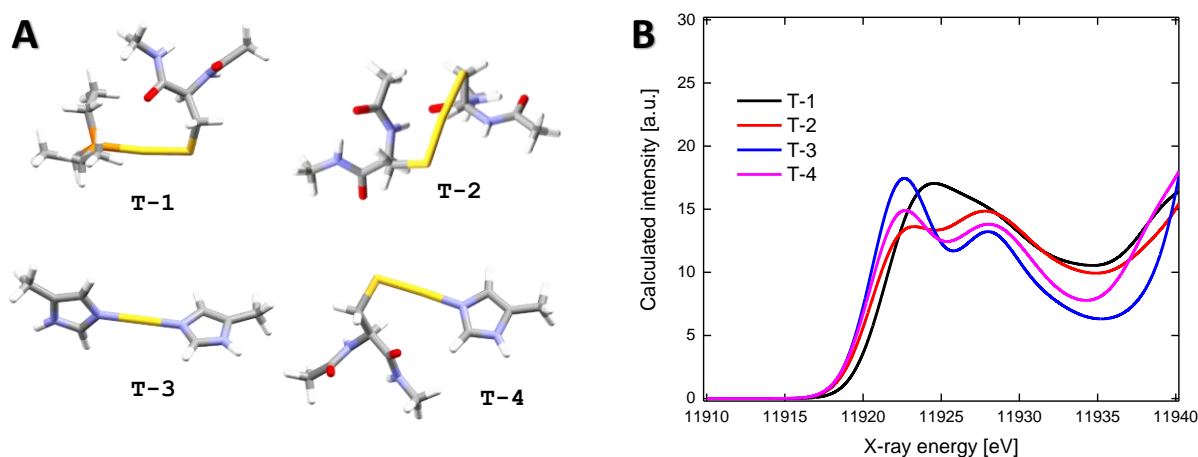 A
T-1
T-2
T-3
T-4
B
Calculated intensity [a.u.]
30
25
20
15
10
5
0
T-1
T-2
T-3
T-4
11910
11915
11920
11925
11930
11935
11940
X-ray energy [eV]